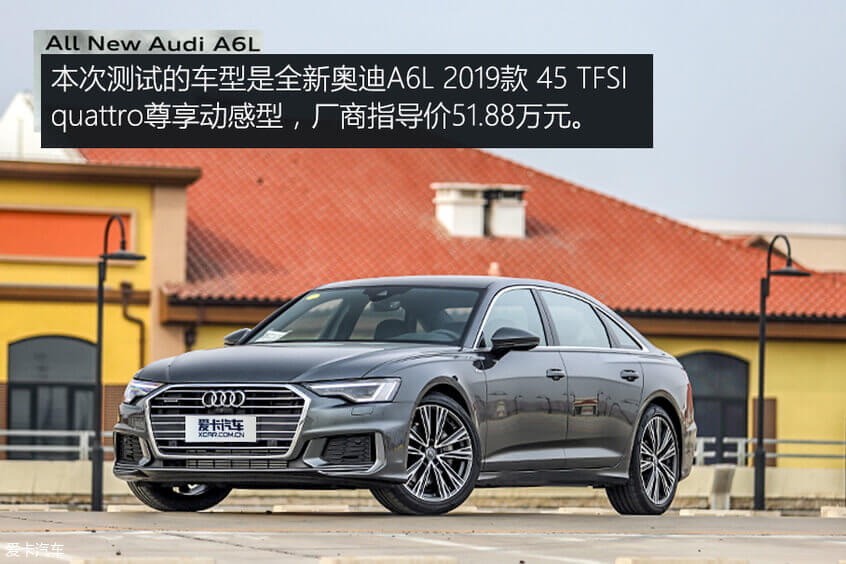 All New Audi A6L
本次测试的车型是全新奥迪A6L 2019款 45 TFSI
quattro尊享动感型，厂商指导价51.88万元。
爱卡汽车
XCAR.COM.CN
爱卡汽车